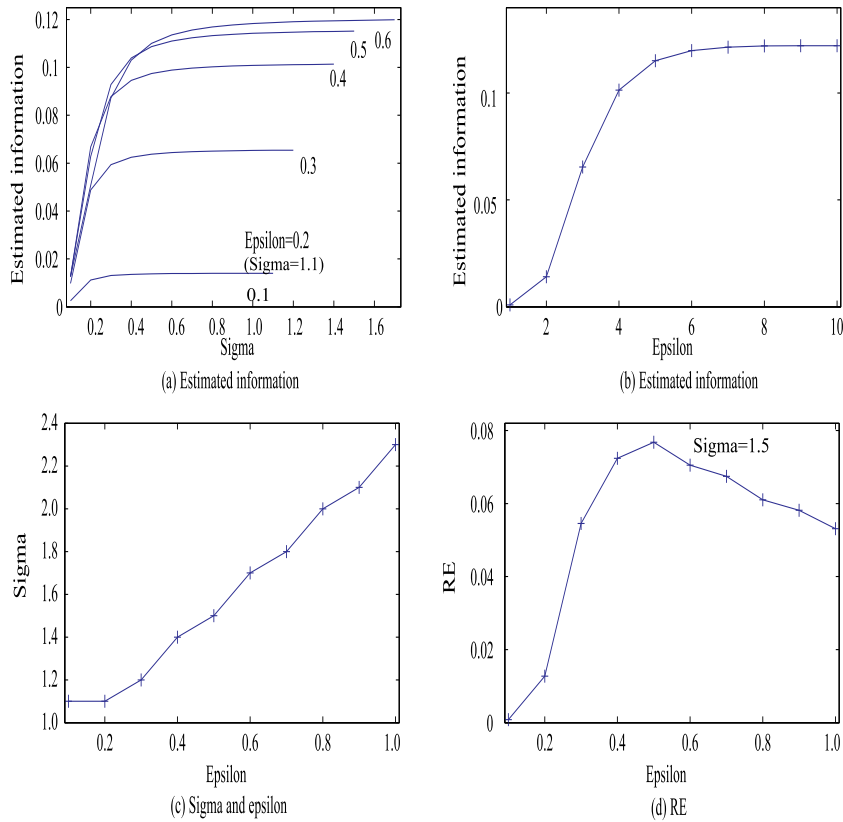 Estimated information
0.12
0.1
0.08
0.06
0.04
0.02
0
0.6
0.5
0.4
0.3
Epsilon=0.2
(Sigma=1.1)
0.1
0.2 0.4 0.6 0.8 1.0 1.2 1.4 1.6
Sigma
(a) Estimated information
Estimated information
0.1
0.05
0
2 4 6 8 10
Epsilon
(b) Estimated information
Sigma
2.4
2.2
2.0
1.8
1.6
1.4
1.2
1.0
0.2 0.4 0.6 0.8 1.0
Epsilon
(c) Sigma and epsilon
RE
0.08
0.06
0.04
0.02
0
Sigma=1.5
0.2 0.4 0.6 0.8 1.0
Epsilon
(d) RE